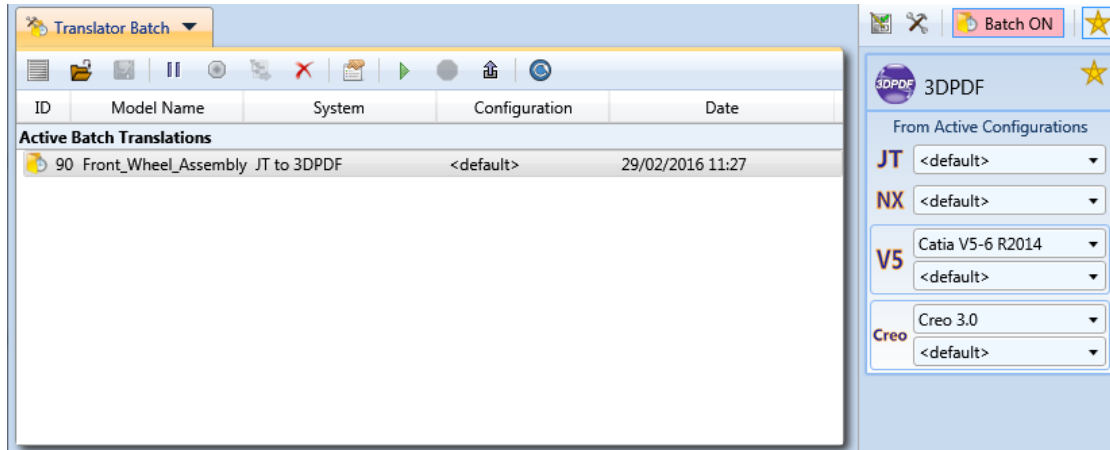 Translator Batch
Batch ON
ID Model Name System Configuration Date
Active Batch Translations
90 Front_Wheel_Assembly JT to 3DPDF <default> 29/02/2016 11:27
3DPDF 3DPDF
From Active Configurations
JT <default>
NX <default>
V5 Catia V5-6 R2014
<default>
Creo Creo 3.0
<default>